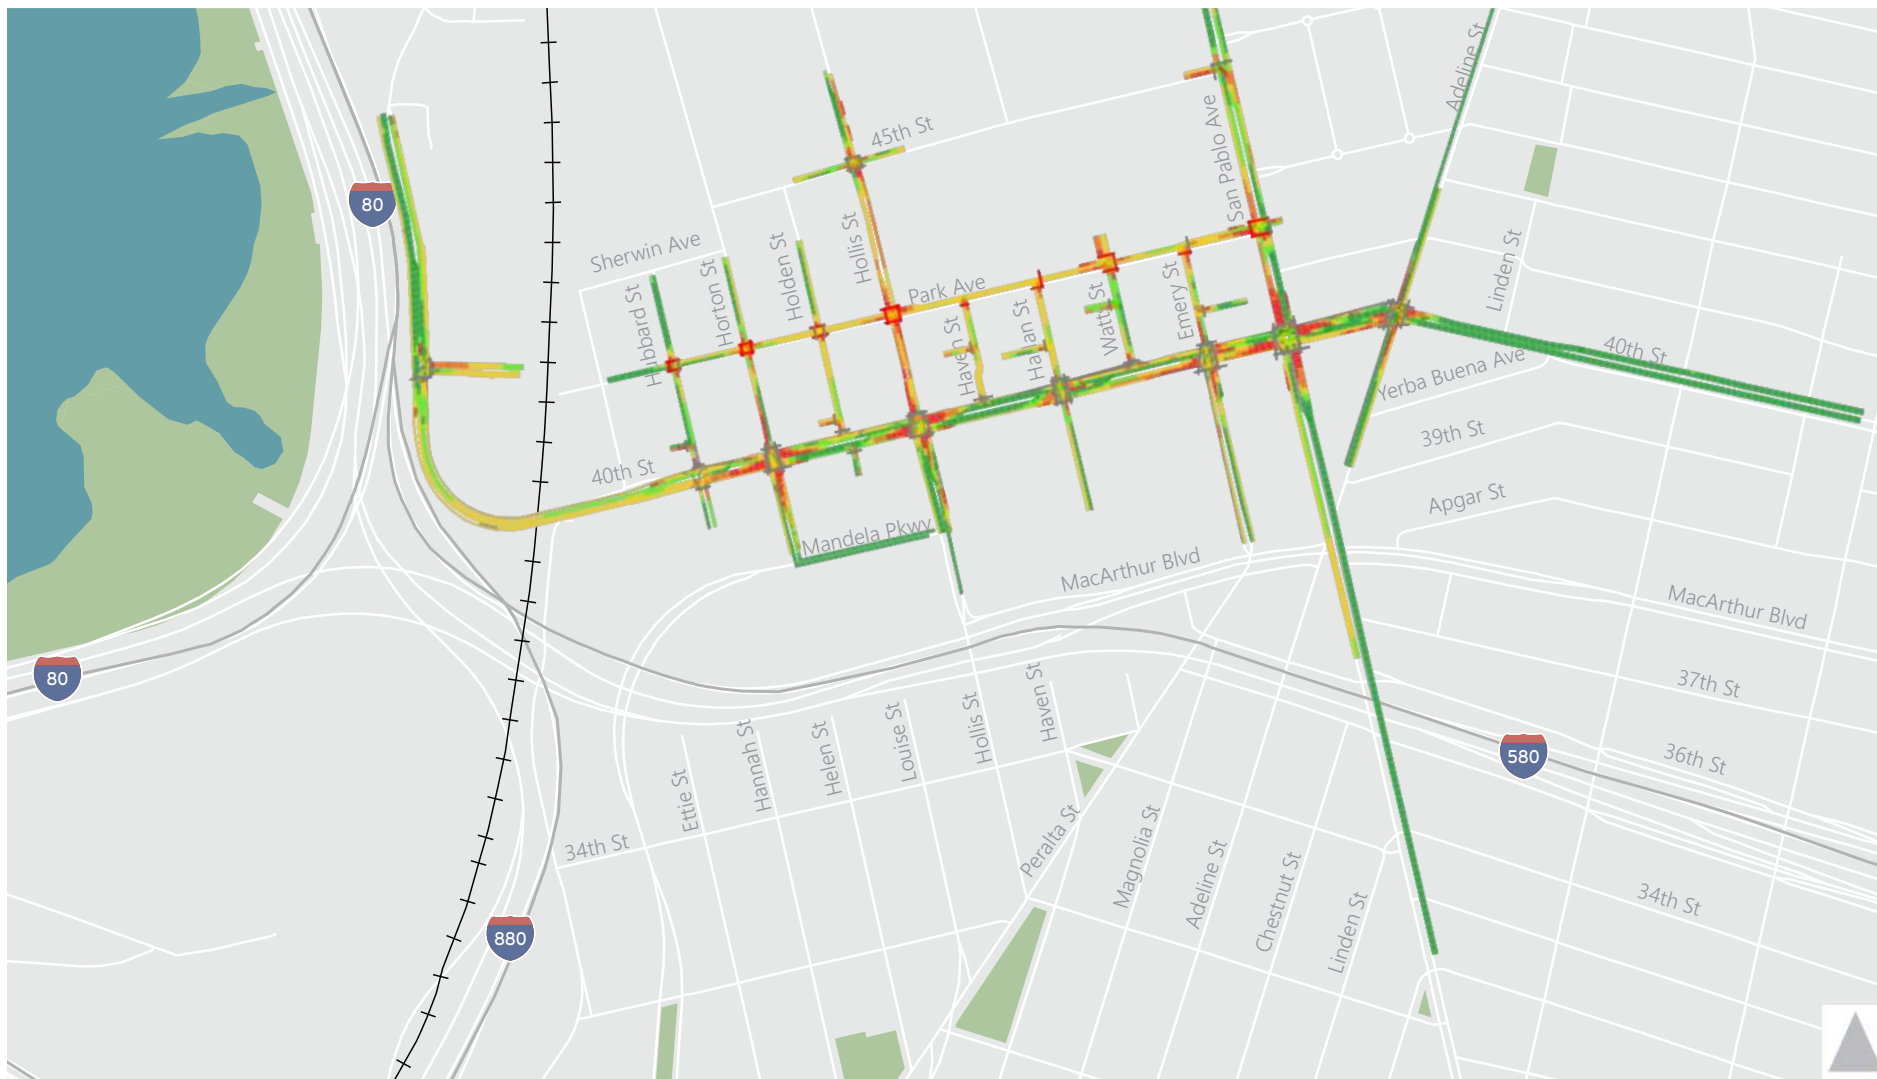 Adeline St
45th St
San Pablo Ave
80
Hollis St
Linden St
Sherwin Ave
Horton St
Holden St
Hubbard St
Park Ave
Emery St
Watts St
Harlan St
Haven St
40th St
Yerba Buena Ave
39th St
40th St
Apgar St
Mandela Pkwy
MacArthur Blvd
MacArthur Blvd
80
37th St
Haven St
Hollis St
Louise St
Helen St
Hannah St
Ettie St
580
36th St
34th St
Peralta St
Magnolia St
Adeline St
Chestnut St
Linden St
34th St
880